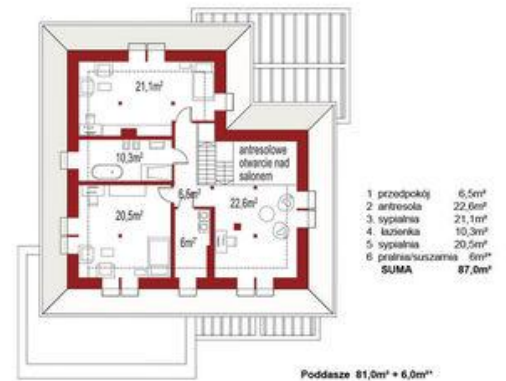 21,1m²
10,3m²
antresolowe
otwarcie nad
salonem
6,5m²
22,6m²
20,5m²
6m²
1 przedpokój 6,5m²
2 antresola 22,6m²
3. sypialnia 21,1m²
4. łazienka 10,3m²
5 sypialnia 20,5m²
6 pralnia/suszarnia 6m²*
SUMA 87,0m²
Poddasze 81,0m² + 6,0m²*